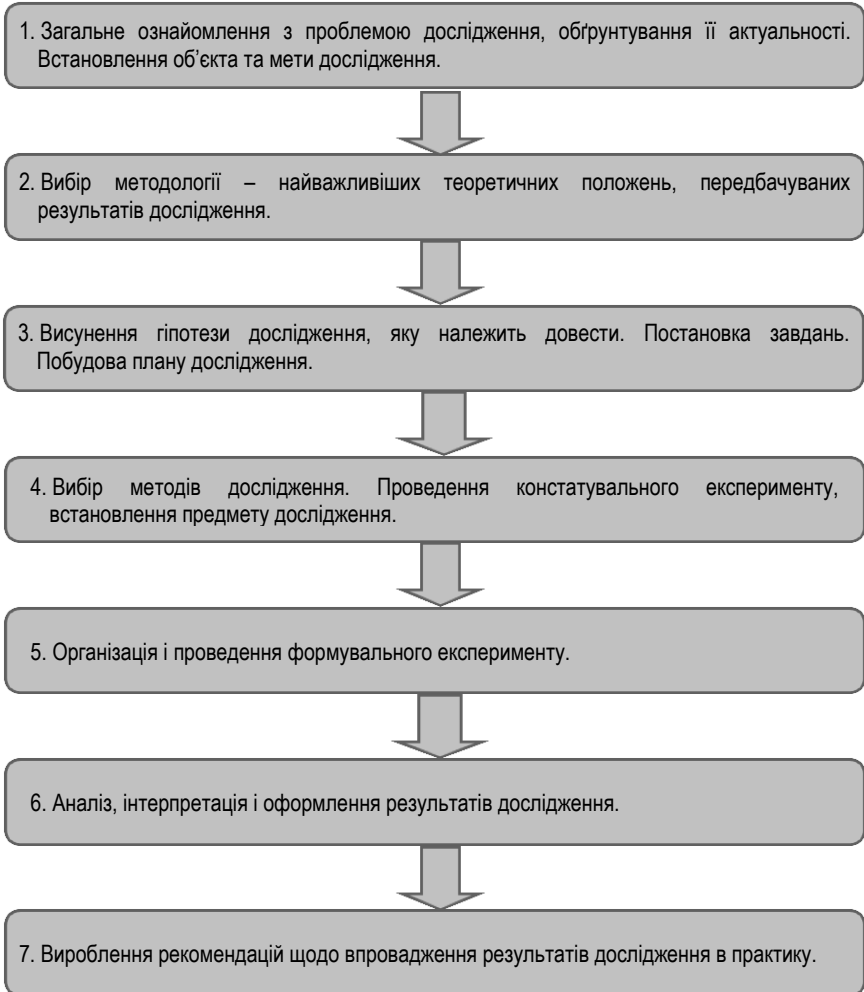 1. Загальне ознайомлення з проблемою дослідження, обґрунтування її актуальності.
Встановлення об’єкта та мети дослідження.
2. Вибір методології – найважливіших теоретичних положень, передбачуваних
результатів дослідження.
3. Висунення гіпотези дослідження, яку належить довести. Постановка завдань.
Побудова плану дослідження.
4. Вибір методів дослідження. Проведення констатувального експерименту,
встановлення предмету дослідження.
5. Організація і проведення формувального експерименту.
6. Аналіз, інтерпретація і оформлення результатів дослідження.
7. Вироблення рекомендацій щодо впровадження результатів дослідження в практику.